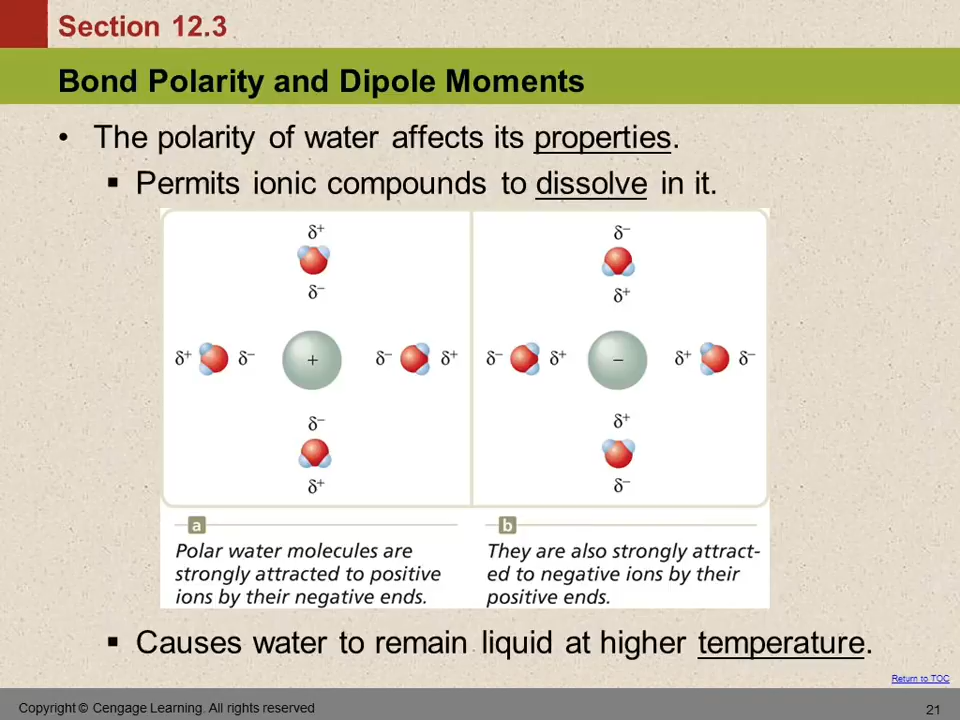 Section 12.3
Bond Polarity and Dipole Moments
• The polarity of water affects its properties.
▪ Permits ionic compounds to dissolve in it.
δ+
δ−
δ+ δ− + δ− δ+
δ−
δ+
δ−
δ+
δ− δ+ − δ+ δ−
δ+
δ−
a
Polar water molecules are
strongly attracted to positive
ions by their negative ends.
b
They are also strongly attract-
ed to negative ions by their
positive ends.
▪ Causes water to remain liquid at higher temperature.
Return to TOC
Copyright © Cengage Learning. All rights reserved
21